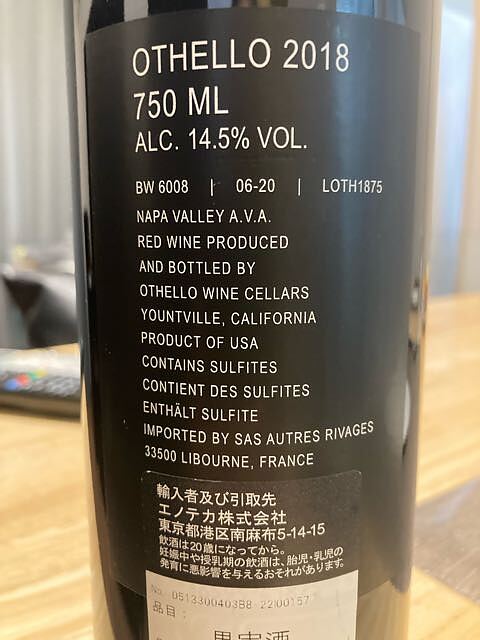 OTHELLO 2018
750 ML
ALC. 14.5% VOL.
BW 6008 | 06-20 | LOTH1875
NAPA VALLEY A.V.A.
RED WINE PRODUCED
AND BOTTLED BY
OTHELLO WINE CELLARS
YOUNTVILLE, CALIFORNIA
PRODUCT OF USA
CONTAINS SULFITES
CONTIENT DES SULFITES
ENTHÄLT SULFITE
IMPORTED BY SAS AUTRES RIVAGES
33500 LIBOURNE, FRANCE
輸入者及び引取先
エノテカ株式会社
東京都港区南麻布5-14-15
飲酒は20歳になってから。
妊娠中や授乳期の飲酒は、胎児・乳児の
発育に悪影響を与えるおそれがあります。
No. 0513300403B8 22I00157
品目：
果実酒